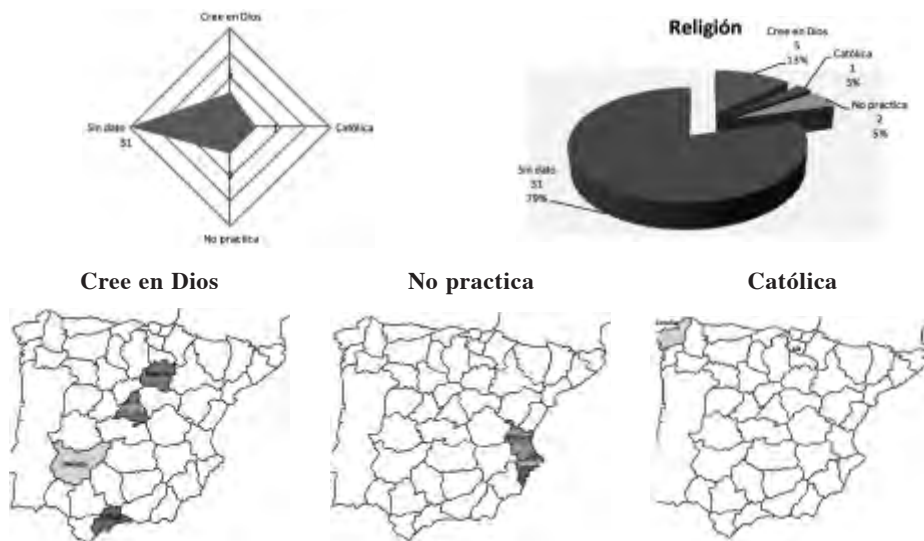 Cree en Dios
Sin dato
31
Católica
No practica
Religión
Cree en Dios
5
13%
Católica
1
3%
No practica
2
5%
Sin dato
31
79%
Cree en Dios
No practica
Católica